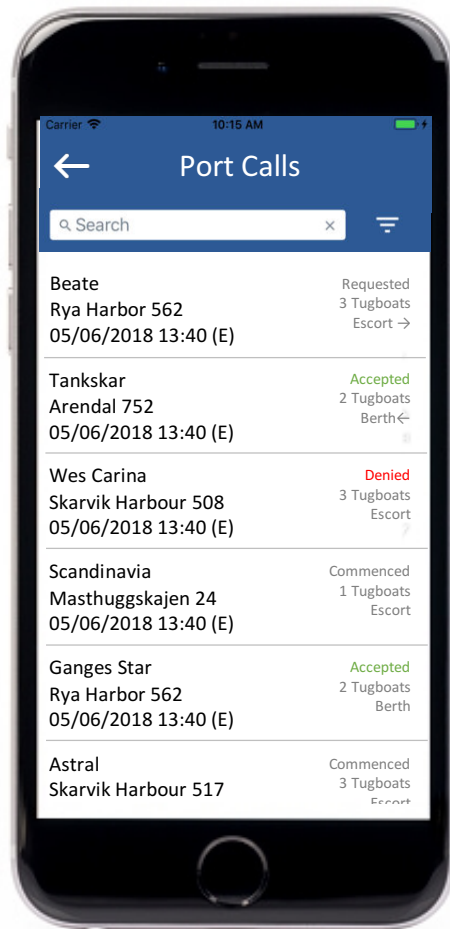 Carrier 10:15 AM
Port Calls
Search ×
Beate
Requested
Rya Harbor 562
3 Tugboats
05/06/2018 13:40 (E)
Escort →
Tankskar
Accepted
Arendal 752
2 Tugboats
05/06/2018 13:40 (E)
Berth←
Wes Carina
Denied
Skarvik Harbour 508
3 Tugboats
05/06/2018 13:40 (E)
Escort
Scandinavia
Commenced
Masthuggskajen 24
1 Tugboats
05/06/2018 13:40 (E)
Escort
Ganges Star
Accepted
Rya Harbor 562
2 Tugboats
05/06/2018 13:40 (E)
Berth
Astral
Commenced
Skarvik Harbour 517
3 Tugboats
Escort